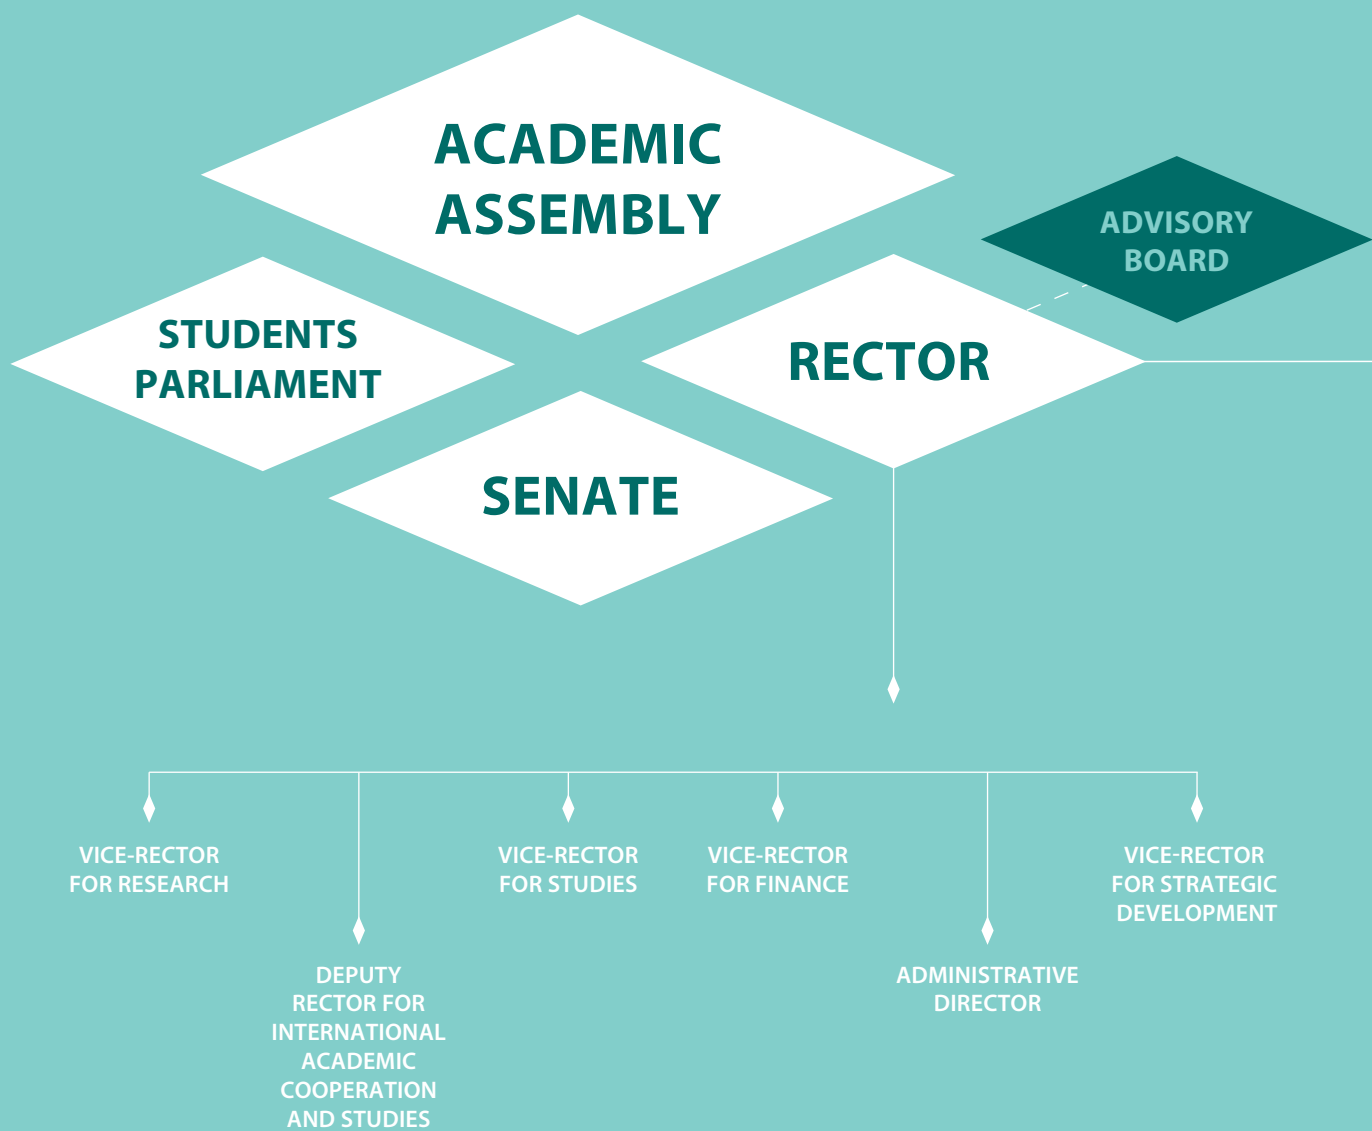 ACADEMIC
ASSEMBLY
ADVISORY
BOARD
STUDENTS
PARLIAMENT
RECTOR
SENATE
VICE-RECTOR
FOR RESEARCH
VICE-RECTOR
FOR STUDIES
VICE-RECTOR
FOR FINANCE
VICE-RECTOR
FOR STRATEGIC
DEVELOPMENT
DEPUTY
RECTOR FOR
INTERNATIONAL
ACADEMIC
COOPERATION
AND STUDIES
ADMINISTRATIVE
DIRECTOR